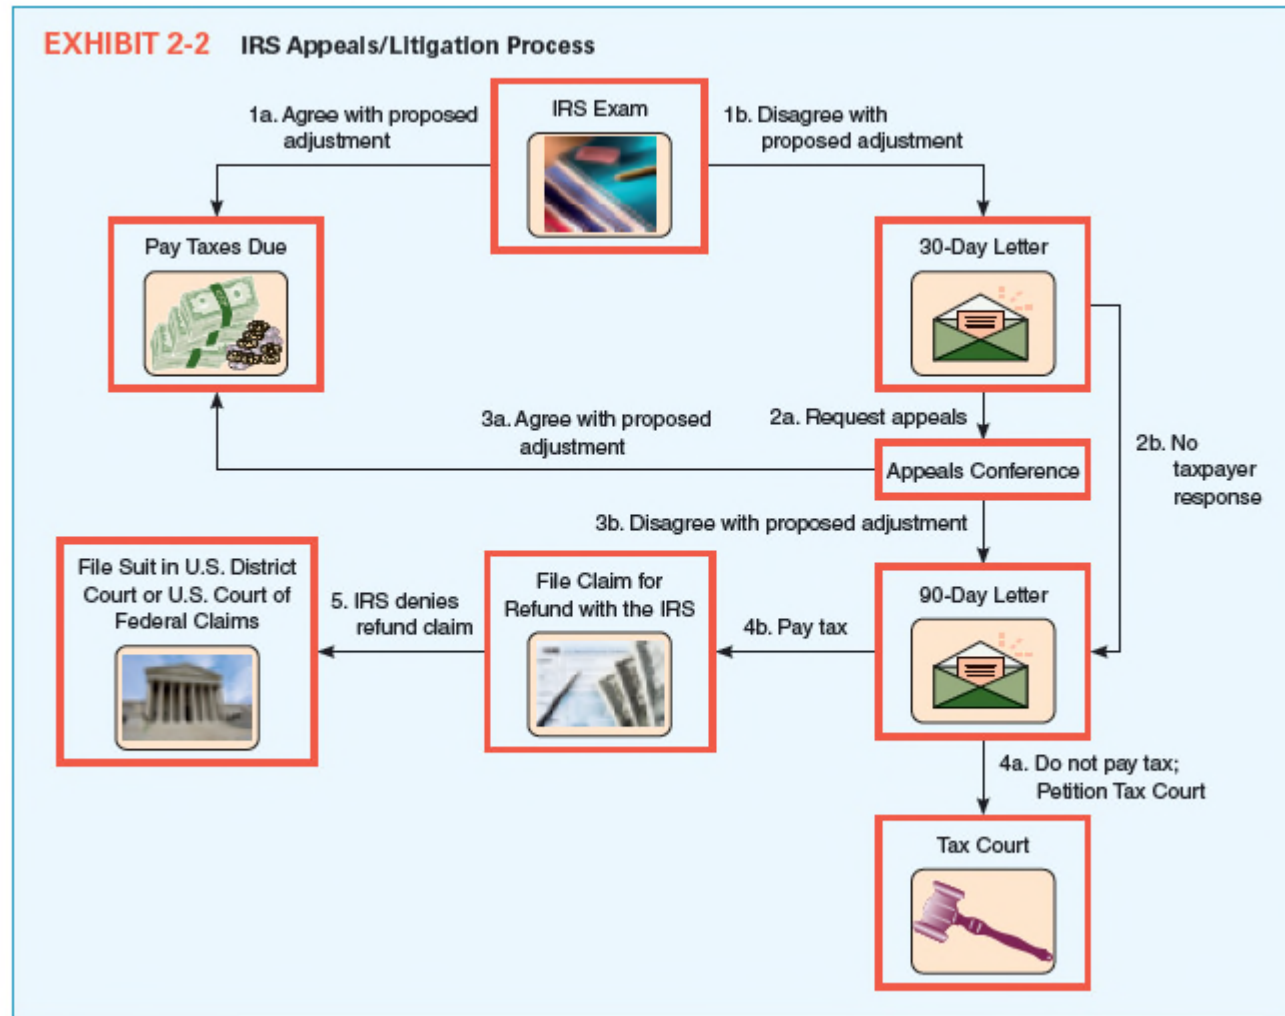 EXHIBIT 2-2 IRS Appeals/Litigation Process
IRS Exam
1a. Agree with proposed
adjustment
1b. Disagree with
proposed adjustment
Pay Taxes Due
30-Day Letter
3a. Agree with proposed
adjustment
2a. Request appeals
2b. No
taxpayer
response
Appeals Conference
3b. Disagree with proposed adjustment
File Suit in U.S. District
Court or U.S. Court of
Federal Claims
5. IRS denies
refund claim
File Claim for
Refund with the IRS
4b. Pay tax
90-Day Letter
4a. Do not pay tax;
Petition Tax Court
Tax Court